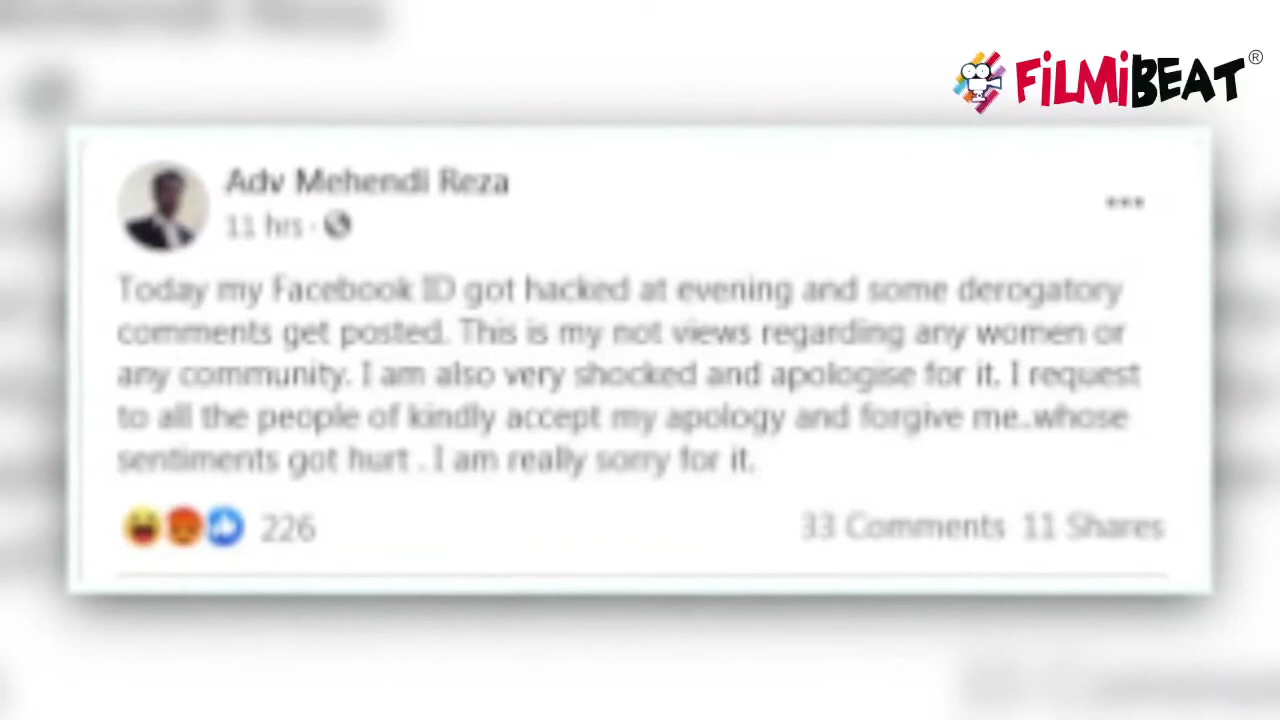 FiLMiBEAT®
Adv Mehendi Reza
11 hrs ·
Today my Facebook ID got hacked at evening and some derogatory
comments get posted. This is my not views regarding any women or
any community. I am also very shocked and apologise for it. I request
to all the people of kindly accept my apology and forgive me..whose
sentiments got hurt . I am really sorry for it.
226
33 Comments 11 Shares